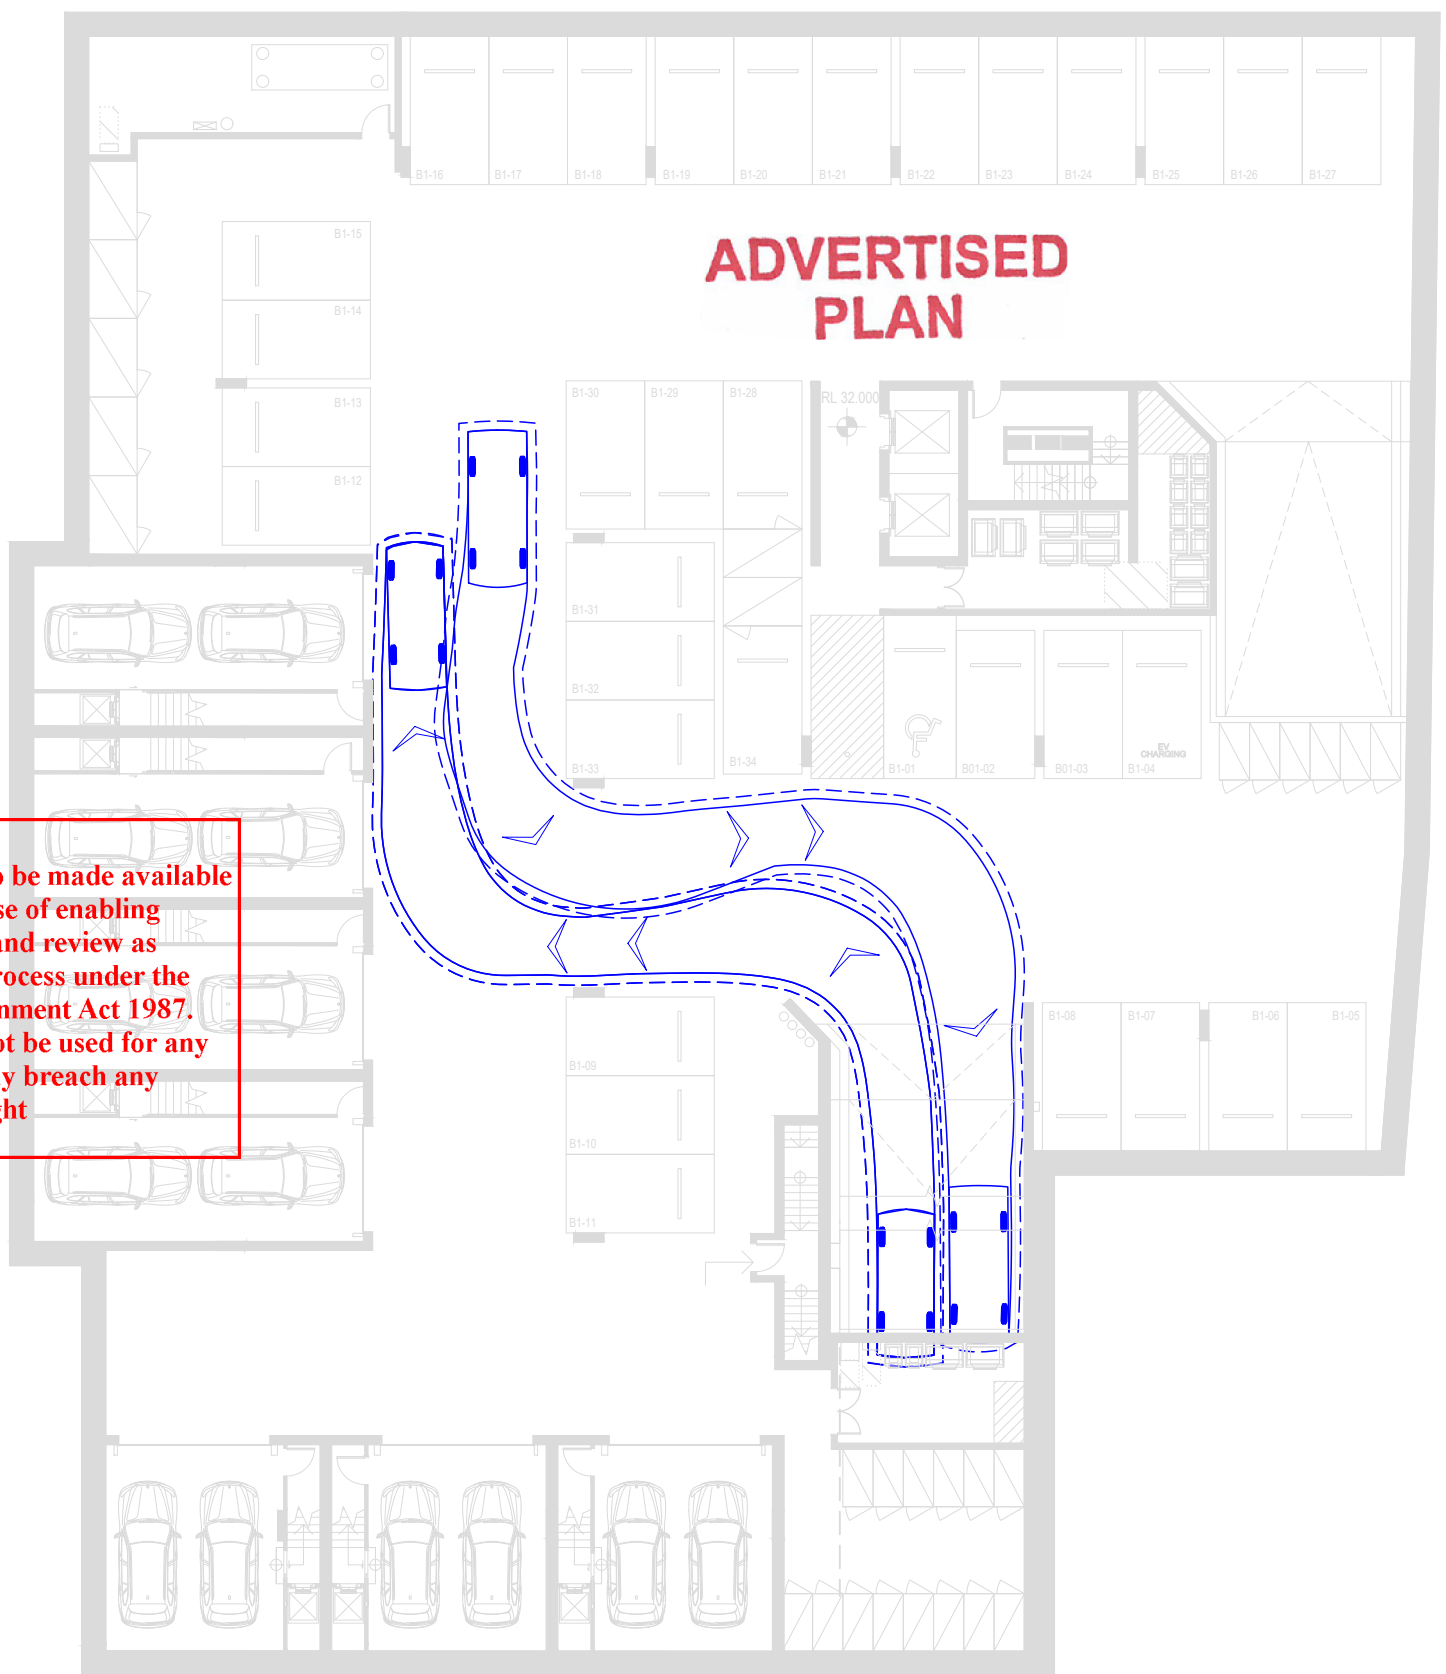 B1-16 B1-17 B1-18 B1-19 B1-20 B1-21 B1-22 B1-23 B1-24 B1-25 B1-26 B1-27
B1-15
ADVERTISED
PLAN
B1-14
B1-30 B1-29 B1-28
RL 32.000
B1-13
B1-12
B1-31
B1-32
B1-33
B1-34
B1-01 B01-02 B01-03 B1-04
EV
CHARGING
be made available
se of enabling
and review as
rocess under the
nment Act 1987.
ot be used for any
y breach any
ght
B1-08 B1-07 B1-06 B1-05
B1-09
B1-10
B1-11